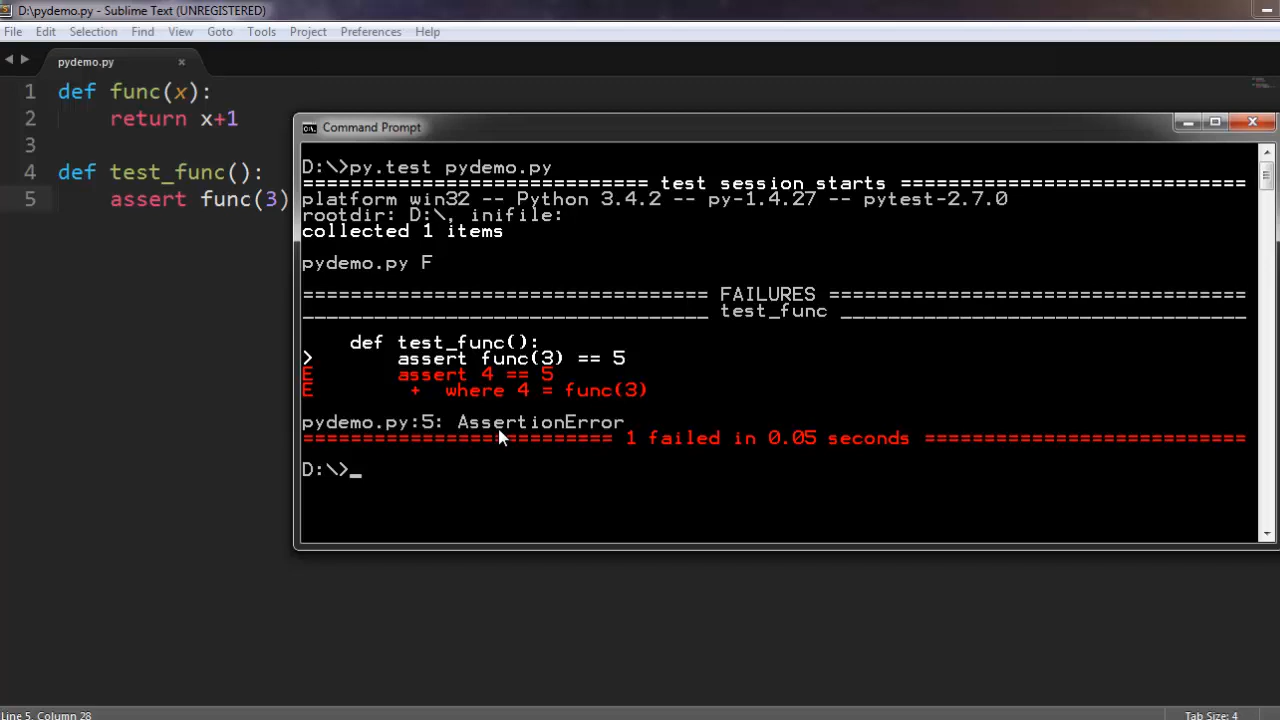 D:\pydemo.py - Sublime Text (UNREGISTERED)
File Edit Selection Find View Goto Tools Project Preferences Help
pydemo.py
1 def func(x):
2     return x+1
3
4 def test_func():
5     assert func(3)
Command Prompt
D:\>py.test pydemo.py
============================= test session starts =============================
platform win32 -- Python 3.4.2 -- py-1.4.27 -- pytest-2.7.0
rootdir: D:\, inifile:
collected 1 items
pydemo.py F
================================== FAILURES ===================================
__________________________________ test_func __________________________________
    def test_func():
>       assert func(3) == 5
E       assert 4 == 5
E        +  where 4 = func(3)
pydemo.py:5: AssertionError
========================== 1 failed in 0.05 seconds ===========================
D:\>_
Line 5, Column 28
Tab Size: 4